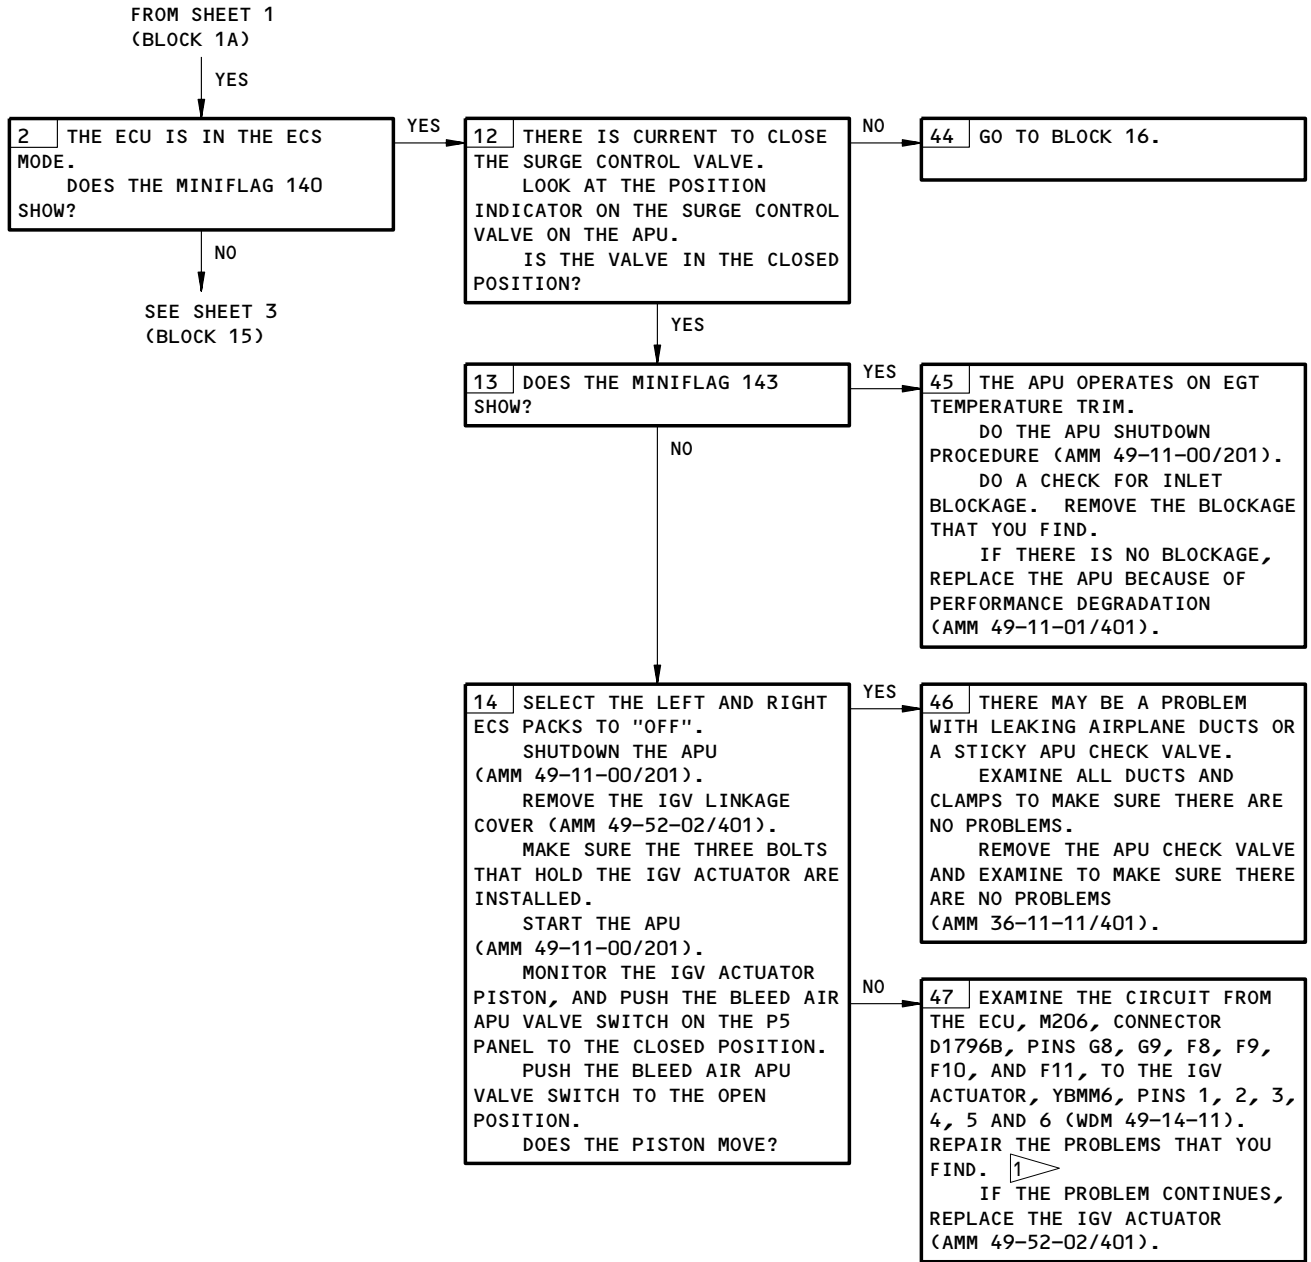 FROM SHEET 1
(BLOCK 1A)
YES
2 THE ECU IS IN THE ECS
MODE.
DOES THE MINIFLAG 140
SHOW?
YES
NO
SEE SHEET 3
(BLOCK 15)
12 THERE IS CURRENT TO CLOSE
THE SURGE CONTROL VALVE.
LOOK AT THE POSITION
INDICATOR ON THE SURGE CONTROL
VALVE ON THE APU.
IS THE VALVE IN THE CLOSED
POSITION?
NO
44 GO TO BLOCK 16.
YES
13 DOES THE MINIFLAG 143
SHOW?
YES
45 THE APU OPERATES ON EGT
TEMPERATURE TRIM.
DO THE APU SHUTDOWN
PROCEDURE (AMM 49-11-00/201).
DO A CHECK FOR INLET
BLOCKAGE. REMOVE THE BLOCKAGE
THAT YOU FIND.
IF THERE IS NO BLOCKAGE,
REPLACE THE APU BECAUSE OF
PERFORMANCE DEGRADATION
(AMM 49-11-01/401).
NO
14 SELECT THE LEFT AND RIGHT
ECS PACKS TO "OFF".
SHUTDOWN THE APU
(AMM 49-11-00/201).
REMOVE THE IGV LINKAGE
COVER (AMM 49-52-02/401).
MAKE SURE THE THREE BOLTS
THAT HOLD THE IGV ACTUATOR ARE
INSTALLED.
START THE APU
(AMM 49-11-00/201).
MONITOR THE IGV ACTUATOR
PISTON, AND PUSH THE BLEED AIR
APU VALVE SWITCH ON THE P5
PANEL TO THE CLOSED POSITION.
PUSH THE BLEED AIR APU
VALVE SWITCH TO THE OPEN
POSITION.
DOES THE PISTON MOVE?
YES
46 THERE MAY BE A PROBLEM
WITH LEAKING AIRPLANE DUCTS OR
A STICKY APU CHECK VALVE.
EXAMINE ALL DUCTS AND
CLAMPS TO MAKE SURE THERE ARE
NO PROBLEMS.
REMOVE THE APU CHECK VALVE
AND EXAMINE TO MAKE SURE THERE
ARE NO PROBLEMS
(AMM 36-11-11/401).
NO
47 EXAMINE THE CIRCUIT FROM
THE ECU, M206, CONNECTOR
D1796B, PINS G8, G9, F8, F9,
F10, AND F11, TO THE IGV
ACTUATOR, YBMM6, PINS 1, 2, 3,
4, 5 AND 6 (WDM 49-14-11).
REPAIR THE PROBLEMS THAT YOU
FIND. 1
IF THE PROBLEM CONTINUES,
REPLACE THE IGV ACTUATOR
(AMM 49-52-02/401).